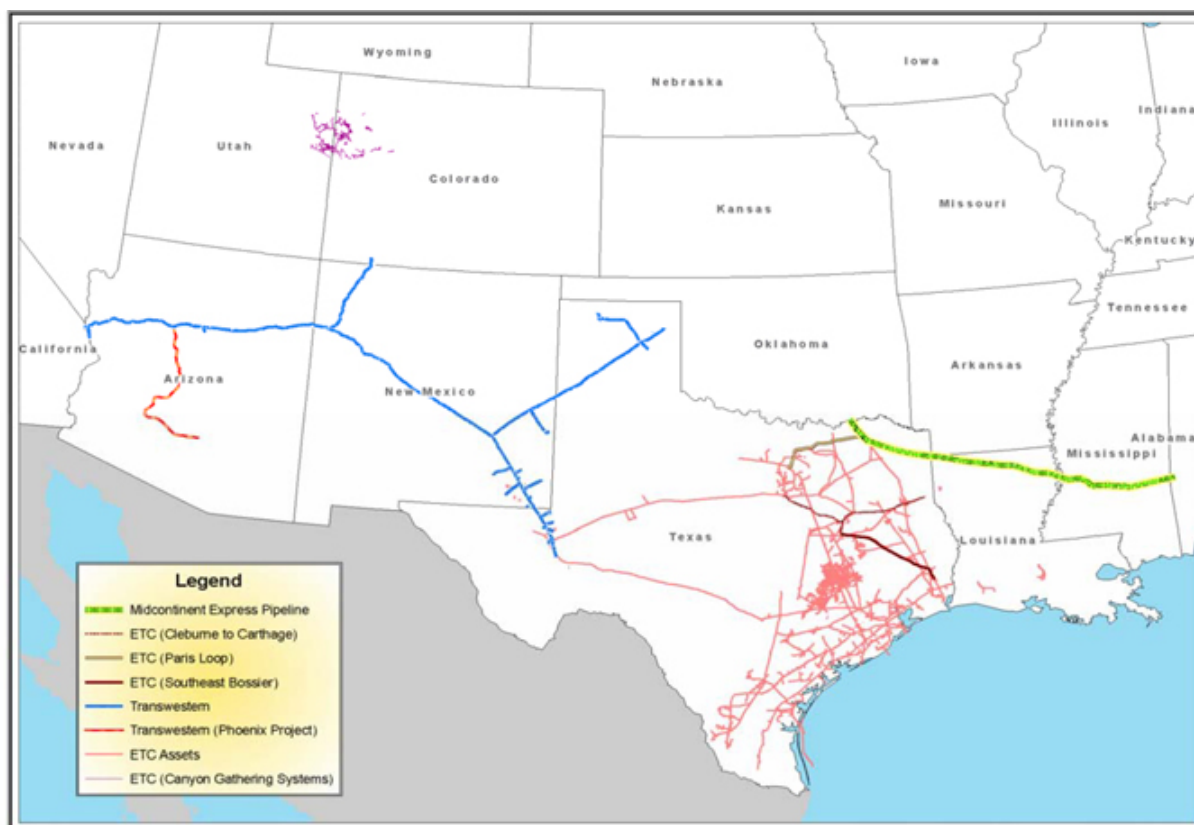 Wyoming
Nebraska
Iowa
Nevada
Utah
Colorado
Illinois
Indiana
Kansas
Missouri
Kentucky
Tennessee
California
Arizona
New Mexico
Oklahoma
Arkansas
Alabama
Mississippi
Texas
Louisiana
Legend
Midcontinent Express Pipeline
ETC (Cleburne to Carthage)
ETC (Paris Loop)
ETC (Southeast Bossier)
Transwestern
Transwestern (Phoenix Project)
ETC Assets
ETC (Canyon Gathering Systems)